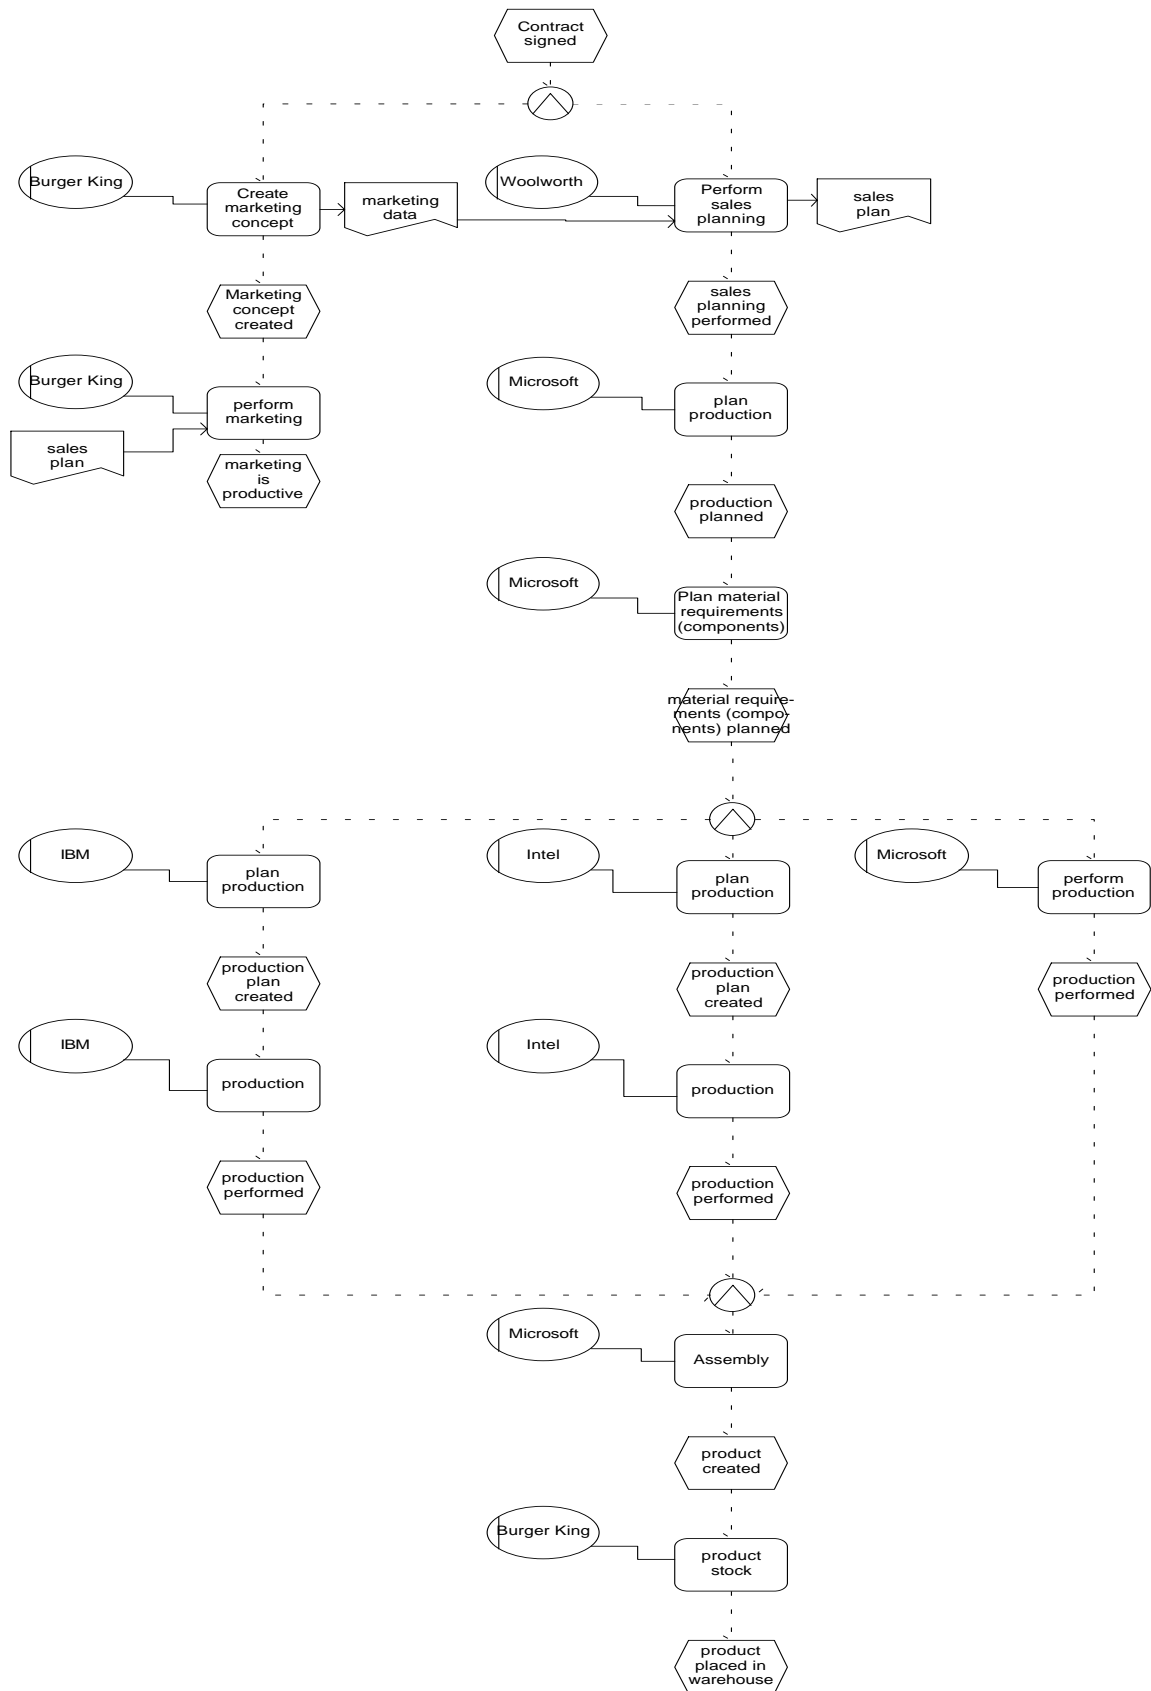 Contract
signed
Burger King
Create
marketing
concept
marketing
data
Woolworth
Perform
sales
planning
sales
plan
Marketing
concept
created
sales
planning
performed
Burger King
perform
marketing
Microsoft
plan
production
sales
plan
marketing
is
productive
production
planned
Microsoft
Plan material
requirements
(components)
material require-
ments (compo-
nents) planned
IBM
plan
production
Intel
plan
production
Microsoft
perform
production
production
plan
created
production
plan
created
production
performed
IBM
production
Intel
production
production
performed
production
performed
Microsoft
Assembly
product
created
Burger King
product
stock
product
placed in
warehouse